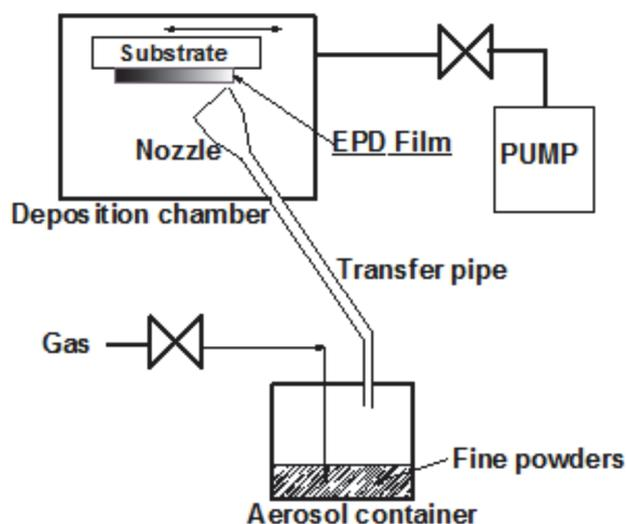 Substrate
Nozzle
EPD Film
PUMP
Deposition chamber
Transfer pipe
Gas
Fine powders
Aerosol container